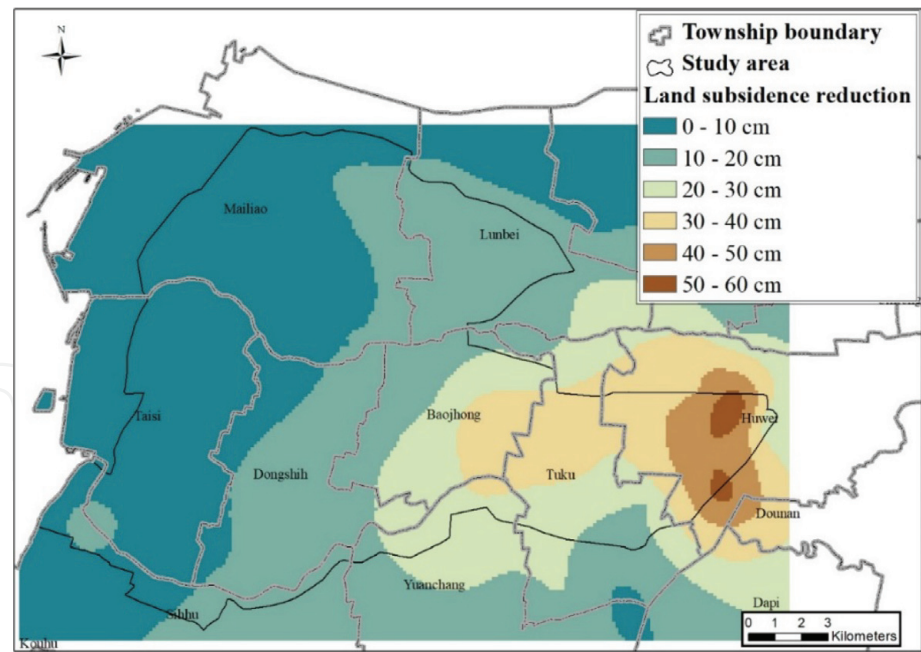 N
Township boundary
Study area
Land subsidence reduction
0 - 10 cm
10 - 20 cm
20 - 30 cm
30 - 40 cm
40 - 50 cm
50 - 60 cm
Mailiao
Lunbei
Taisi
Baojhong
Huwei
Dongshih
Tuku
Dounan
Yuanchang
Sihhu
Dapi
Kouhu
0 1 2 3
Kilometers